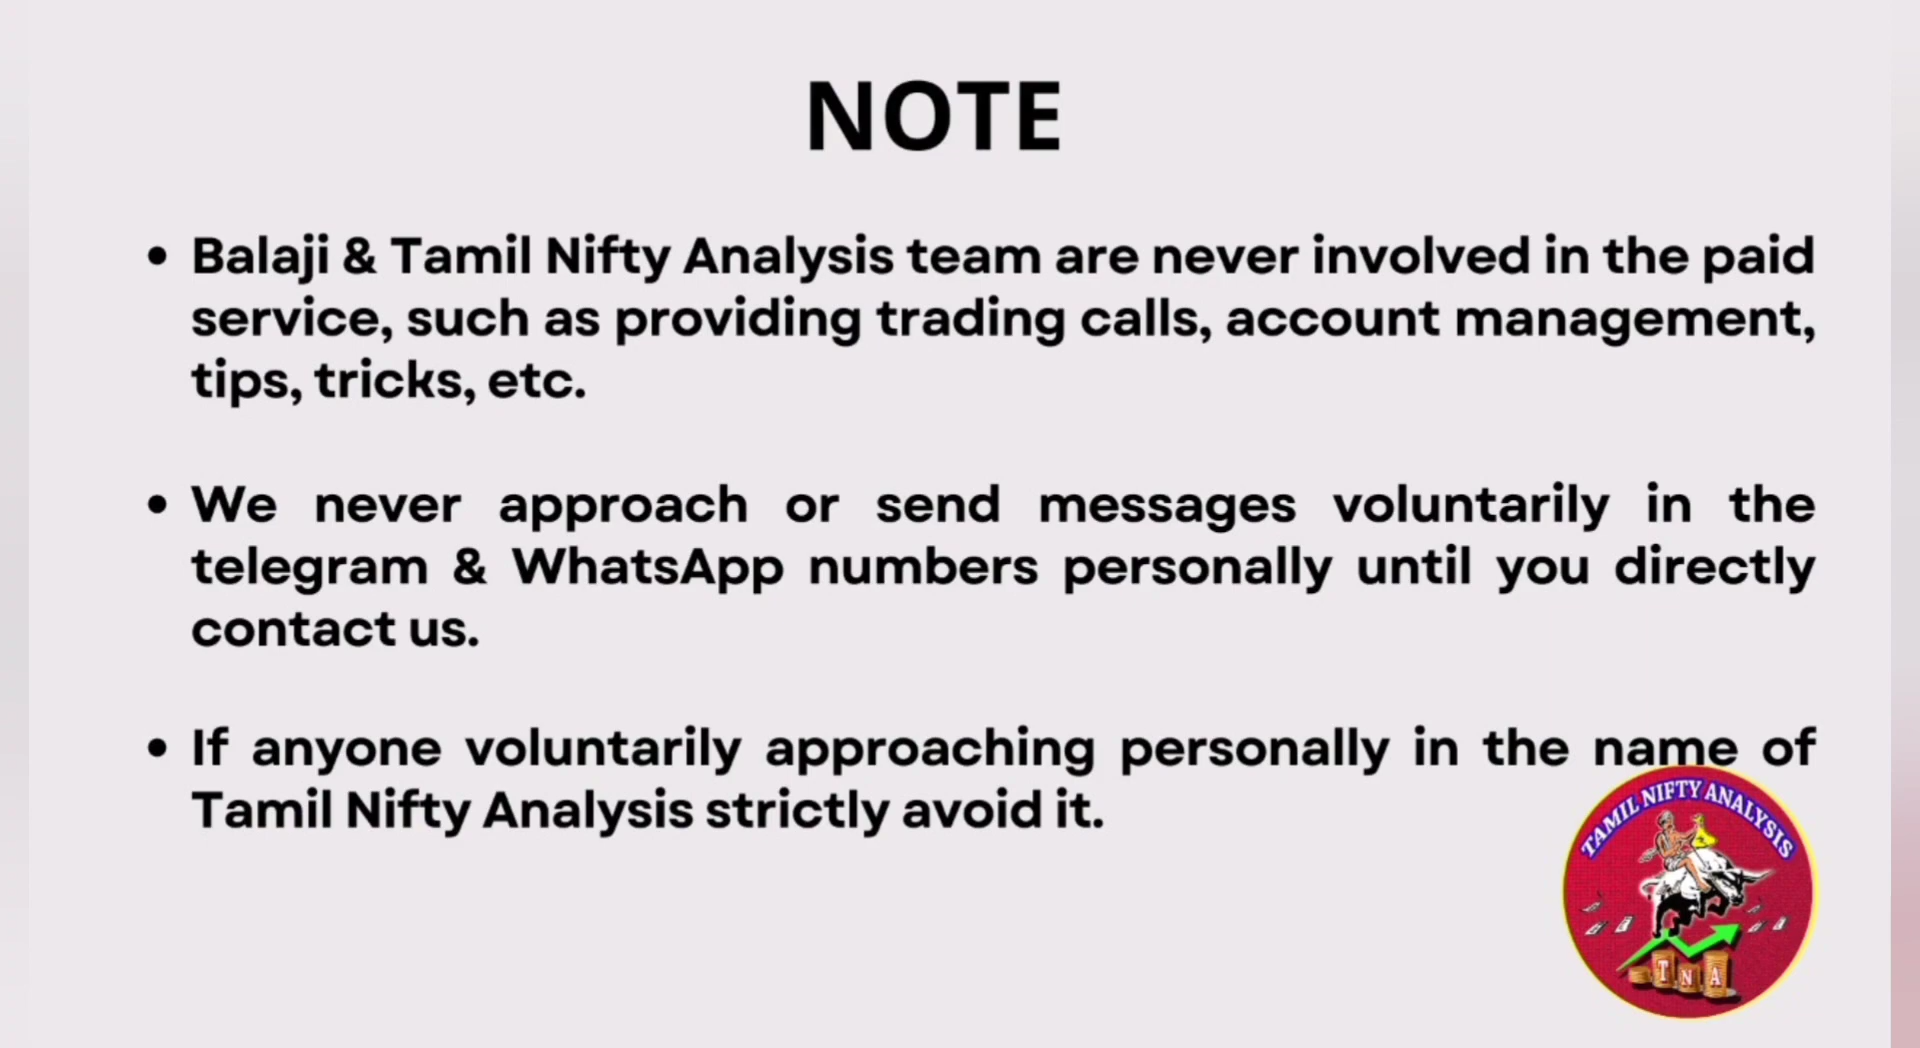 NOTE
• Balaji & Tamil Nifty Analysis team are never involved in the paid
service, such as providing trading calls, account management,
tips, tricks, etc.
• We never approach or send messages voluntarily in the
telegram & WhatsApp numbers personally until you directly
contact us.
• If anyone voluntarily approaching personally in the name of
Tamil Nifty Analysis strictly avoid it.
TAMIL NIFTY ANALYSIS
T N A